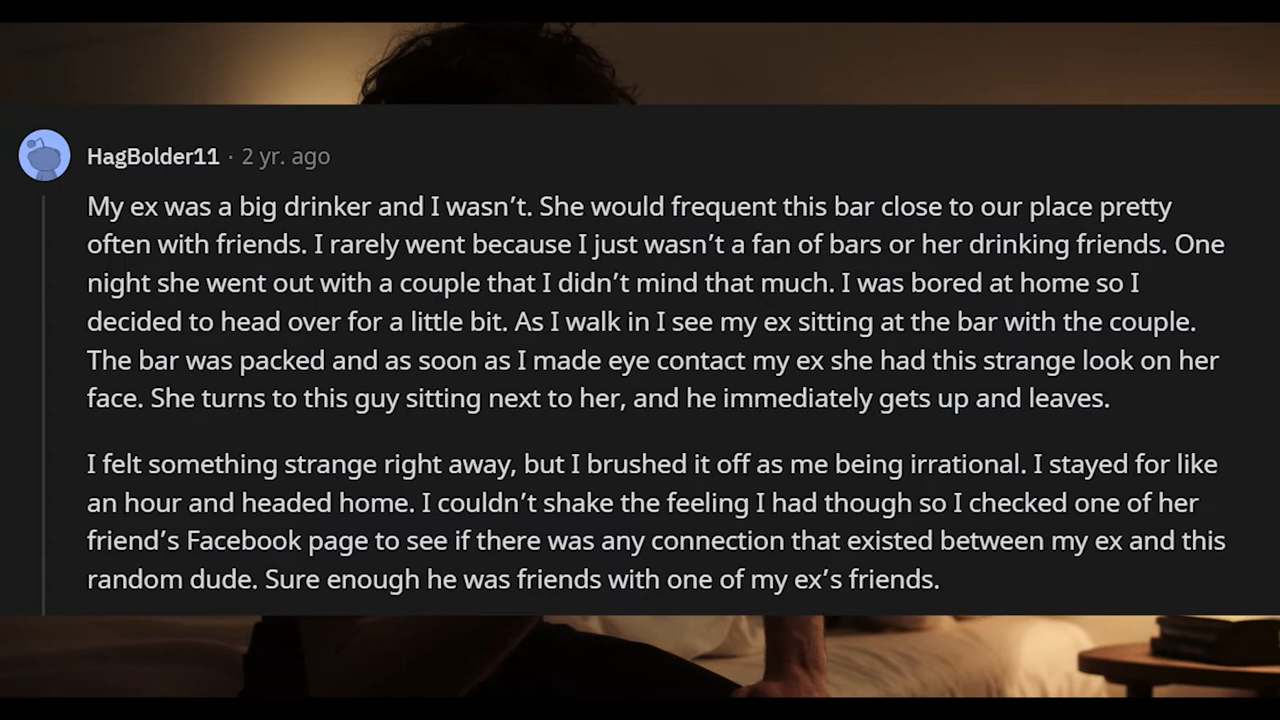 HagBolder11 · 2 yr. ago
My ex was a big drinker and I wasn’t. She would frequent this bar close to our place pretty
often with friends. I rarely went because I just wasn’t a fan of bars or her drinking friends. One
night she went out with a couple that I didn’t mind that much. I was bored at home so I
decided to head over for a little bit. As I walk in I see my ex sitting at the bar with the couple.
The bar was packed and as soon as I made eye contact my ex she had this strange look on her
face. She turns to this guy sitting next to her, and he immediately gets up and leaves.
I felt something strange right away, but I brushed it off as me being irrational. I stayed for like
an hour and headed home. I couldn’t shake the feeling I had though so I checked one of her
friend’s Facebook page to see if there was any connection that existed between my ex and this
random dude. Sure enough he was friends with one of my ex’s friends.